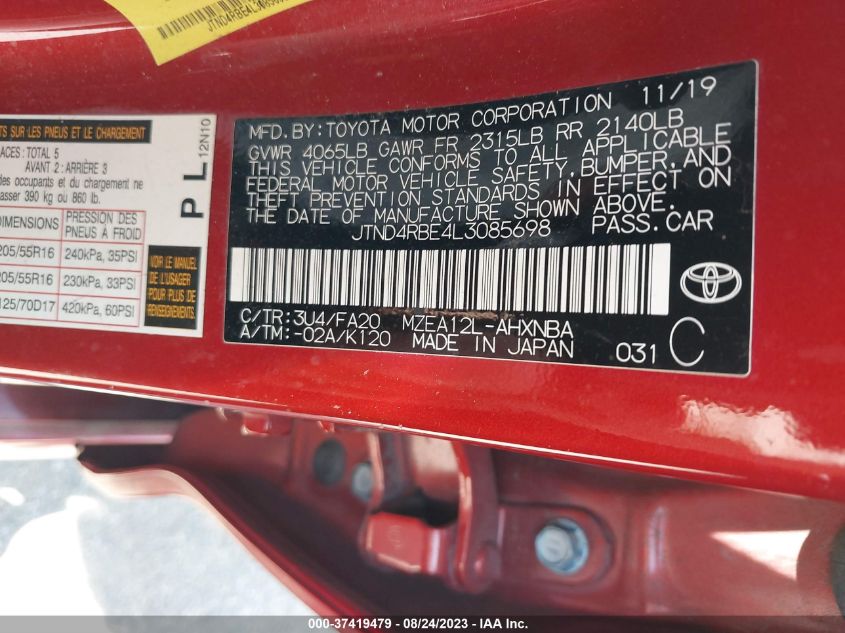 JTND4RBE4L3085698
TS SUR LES PNEUS ET LE CHARGEMENT
ACES: TOTAL 5
AVANT 2: ARRIÈRE 3
des occupants et du chargement ne
asser 390 kg ou 860 lb.
DIMENSIONS PRESSION DES PNEUS À FROID
205/55R16 240kPa, 35PSI
205/55R16 230kPa, 33PSI
125/70D17 420kPa, 60PSI
VOIR LE MANUEL DE L'USAGER POUR PLUS DE RENSEIGNEMENTS
P L
12N10
MFD. BY: TOYOTA MOTOR CORPORATION 11/19
GVWR 4065LB GAWR FR 2315LB RR 2140LB
THIS VEHICLE CONFORMS TO ALL APPLICABLE
FEDERAL MOTOR VEHICLE SAFETY, BUMPER, AND
THEFT PREVENTION STANDARDS IN EFFECT ON
THE DATE OF MANUFACTURE SHOWN ABOVE.
JTND4RBE4L3085698 PASS. CAR
C/TR: 3U4/FA20 MZEA12L-AHXNBA
A/TM: -02A/K120 MADE IN JAPAN
031 C
TOYOTA
000-37419479 - 08/24/2023 - IAA Inc.